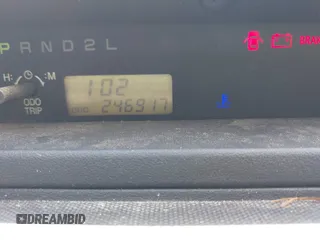 P R N D 2 L
H: :M
ODO
TRIP
102
ODO 246917
DREAMBID